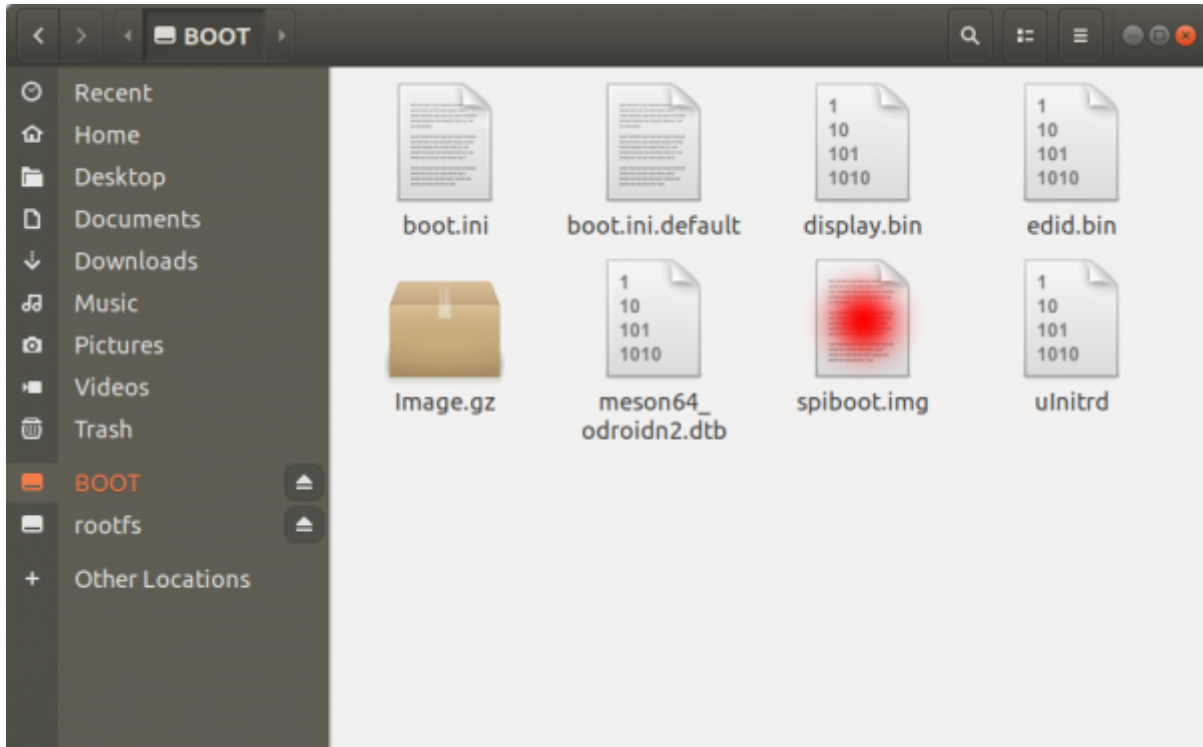 BOOT
Recent
Home
Desktop
Documents
Downloads
Music
Pictures
Videos
Trash
BOOT
rootfs
Other Locations
1
10
101
1010
1
10
101
1010
boot.ini
boot.ini.default
display.bin
edid.bin
1
10
101
1010
1
10
101
1010
Image.gz
meson64_
odroidn2.dtb
spiboot.img
uInitrd